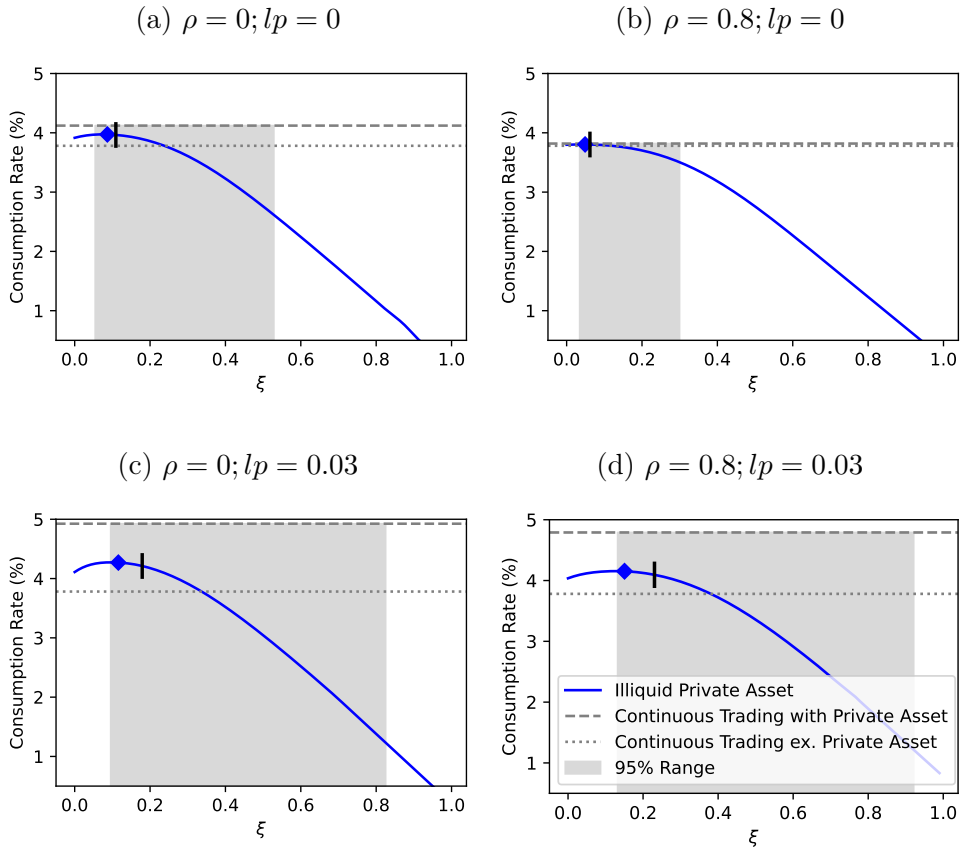 (a) ρ = 0; lp = 0
5
4
3
2
1
Consumption Rate (%)
0.0 0.2 0.4 0.6 0.8 1.0
ξ
(b) ρ = 0.8; lp = 0
5
4
3
2
1
Consumption Rate (%)
0.0 0.2 0.4 0.6 0.8 1.0
ξ
(c) ρ = 0; lp = 0.03
5
4
3
2
1
Consumption Rate (%)
0.0 0.2 0.4 0.6 0.8 1.0
ξ
(d) ρ = 0.8; lp = 0.03
5
4
3
2
1
Consumption Rate (%)
Illiquid Private Asset
Continuous Trading with Private Asset
Continuous Trading ex. Private Asset
95% Range
0.0 0.2 0.4 0.6 0.8 1.0
ξ